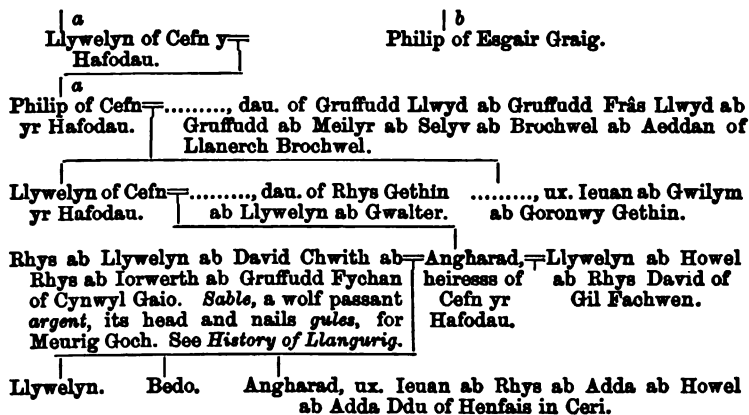 a b
Llywelyn of Cefn y Philip of Esgair Graig.
Hafodau.
a
Philip of Cefn ........., dau. of Gruffudd Llwyd ab Gruffudd Frâs Llwyd ab
yr Hafodau. Gruffudd ab Meilyr ab Selyv ab Brochwel ab Aeddan of
Llanerch Brochwel.
Llywelyn of Cefn ........., dau. of Rhys Gethin ........., ux. Ieuan ab Gwilym
yr Hafodau. ab Llywelyn ab Gwalter. ab Goronwy Gethin.
Rhys ab Llywelyn ab David Chwith ab Angharad, Llywelyn ab Howel
Rhys ab Iorwerth ab Gruffudd Fychan heiresss of ab Rhys David of
of Cynwyl Gaio. Sable, a wolf passant Cefn yr Gil Fachwen.
argent, its head and nails gules, for Hafodau.
Meurig Goch. See History of Llangurig.
Llywelyn. Bedo. Angharad, ux. Ieuan ab Rhys ab Adda ab Howel
ab Adda Ddu of Henfais in Ceri.